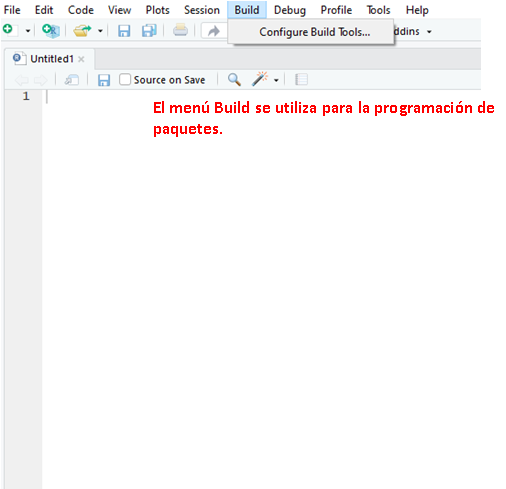 File Edit Code View Plots Session Build Debug Profile Tools Help
Configure Build Tools...
ddins
Untitled1
Source on Save
1
El menú Build se utiliza para la programación de
paquetes.